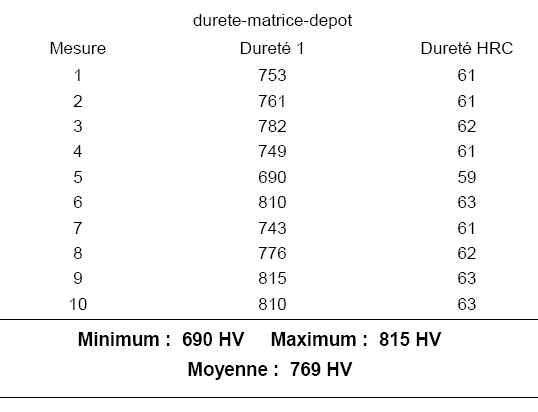 durete-matrice-depot
Mesure Dureté 1 Dureté HRC
1 753 61
2 761 61
3 782 62
4 749 61
5 690 59
6 810 63
7 743 61
8 776 62
9 815 63
10 810 63
Minimum : 690 HV Maximum : 815 HV
Moyenne : 769 HV